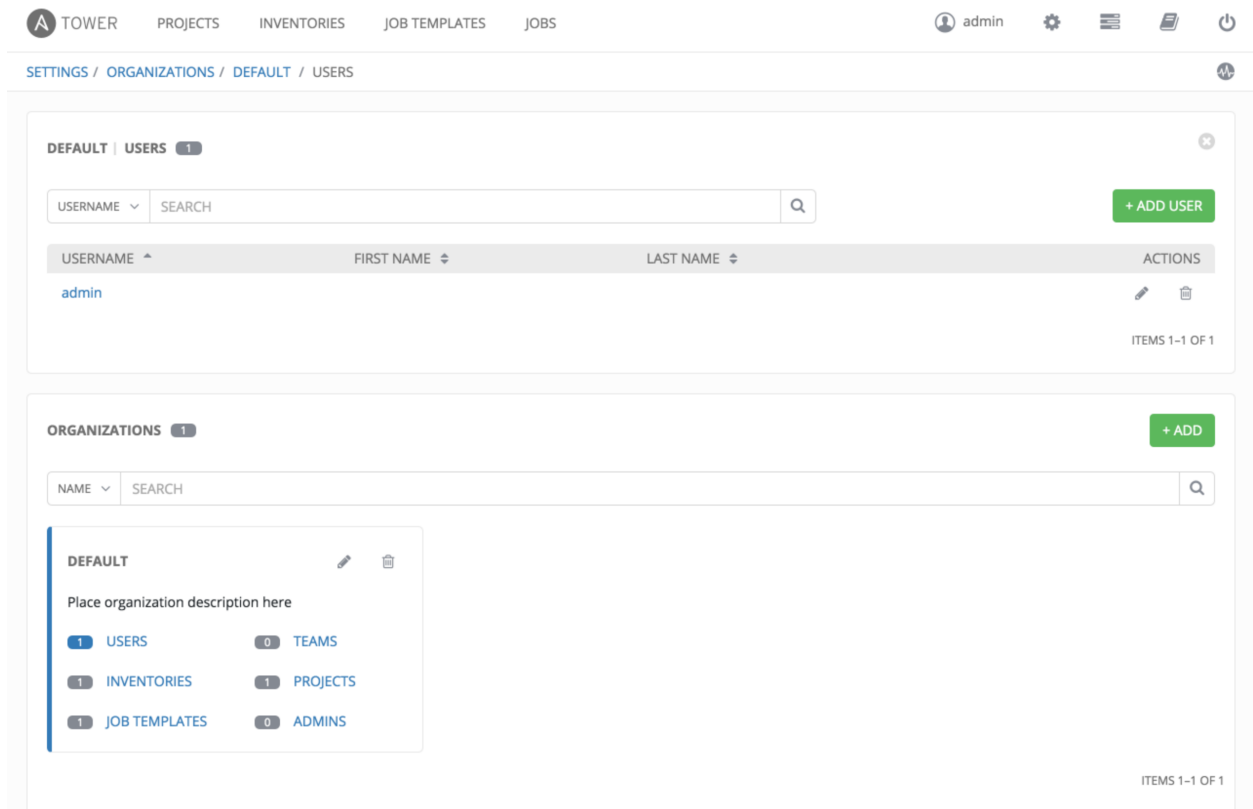 A TOWER PROJECTS INVENTORIES JOB TEMPLATES JOBS admin
SETTINGS / ORGANIZATIONS / DEFAULT / USERS
DEFAULT | USERS 1
USERNAME SEARCH + ADD USER
USERNAME FIRST NAME LAST NAME ACTIONS
admin
ITEMS 1–1 OF 1
ORGANIZATIONS 1 + ADD
NAME SEARCH
DEFAULT
Place organization description here
1 USERS 0 TEAMS
1 INVENTORIES 1 PROJECTS
1 JOB TEMPLATES 0 ADMINS
ITEMS 1–1 OF 1